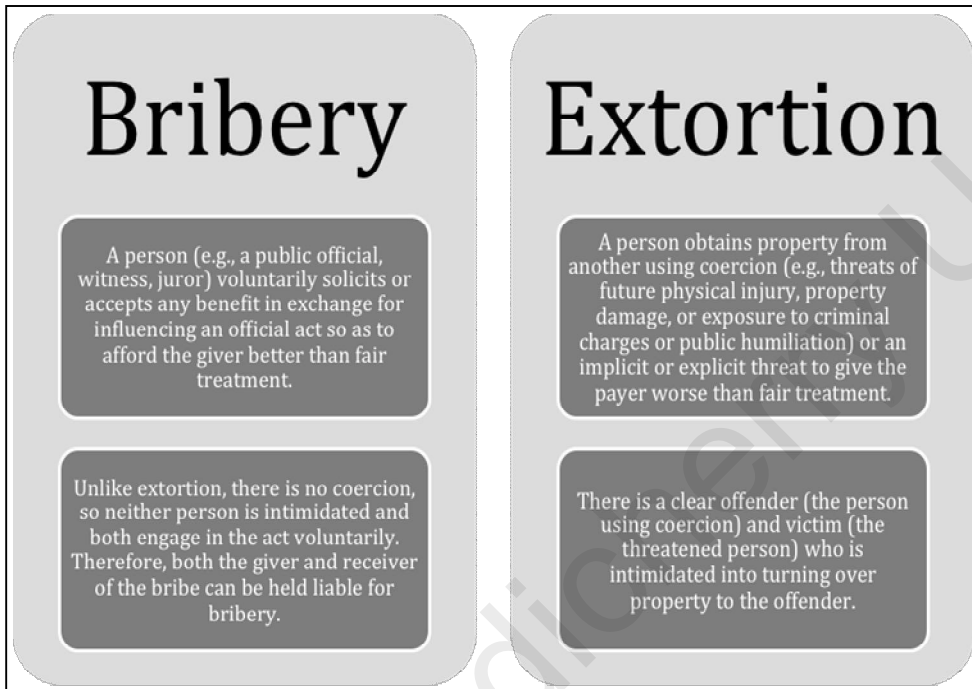 Bribery
A person (e.g., a public official,
witness, juror) voluntarily solicits or
accepts any benefit in exchange for
influencing an official act so as to
afford the giver better than fair
treatment.
Unlike extortion, there is no coercion,
so neither person is intimidated and
both engage in the act voluntarily.
Therefore, both the giver and receiver
of the bribe can be held liable for
bribery.
Extortion
A person obtains property from
another using coercion (e.g., threats of
future physical injury, property
damage, or exposure to criminal
charges or public humiliation) or an
implicit or explicit threat to give the
payer worse than fair treatment.
There is a clear offender (the person
using coercion) and victim (the
threatened person) who is
intimidated into turning over
property to the offender.